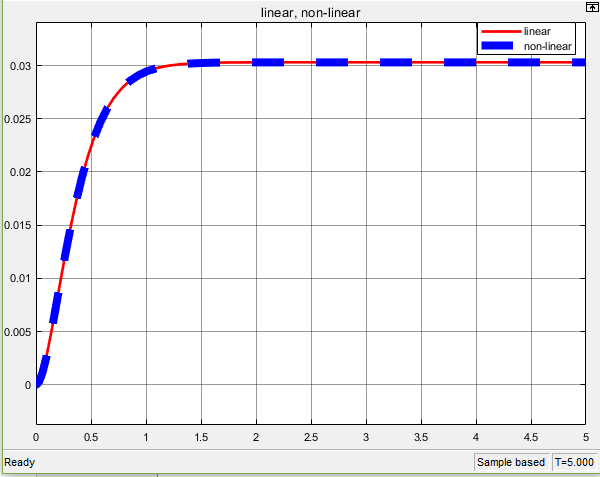 linear, non-linear
linear
non-linear
0.03
0.025
0.02
0.015
0.01
0.005
0
0 0.5 1 1.5 2 2.5 3 3.5 4 4.5 5
Ready Sample based T=5.000